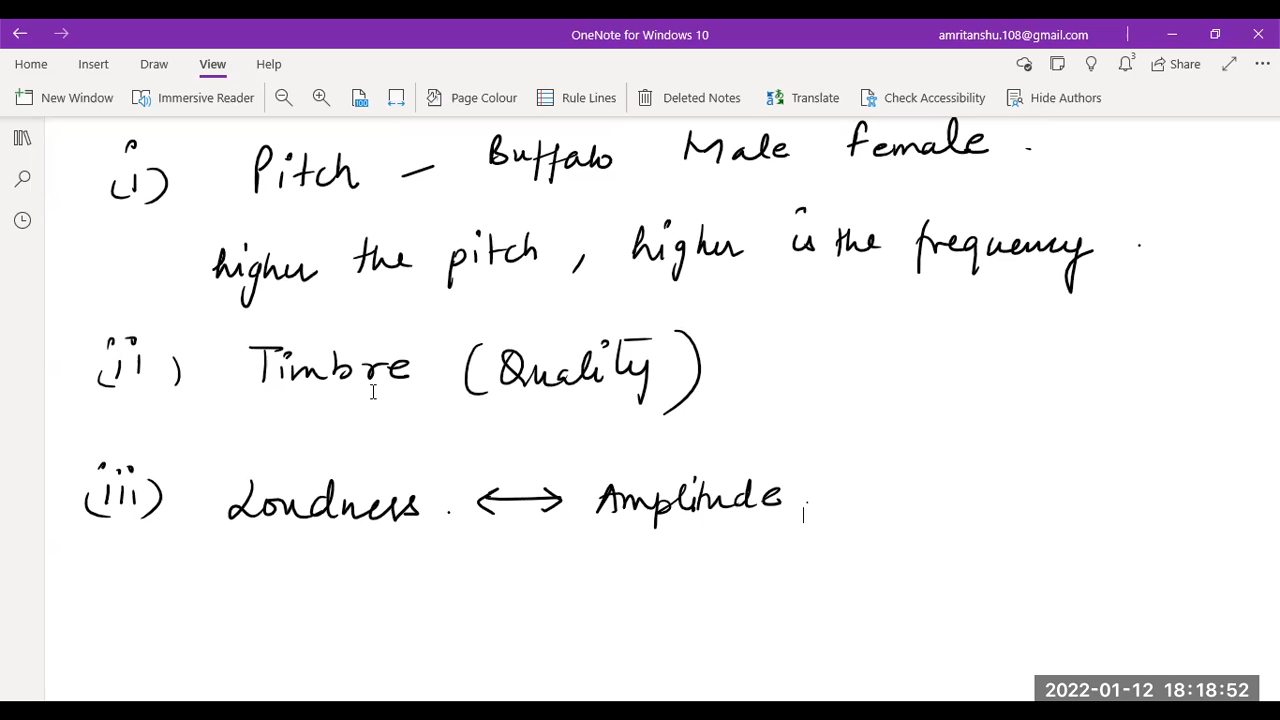 OneNote for Windows 10
amritanshu.108@gmail.com
Home Insert Draw View Help
3 Share
New Window Immersive Reader 100 Page Colour Rule Lines Deleted Notes Translate Check Accessibility Hide Authors
(i) Pitch - Buffalo Male Female.
higher the pitch, higher is the frequency.
(ii) Timbre (Quality)
(iii) Loudness. ↔ Amplitude.
2022-01-12 18:18:52